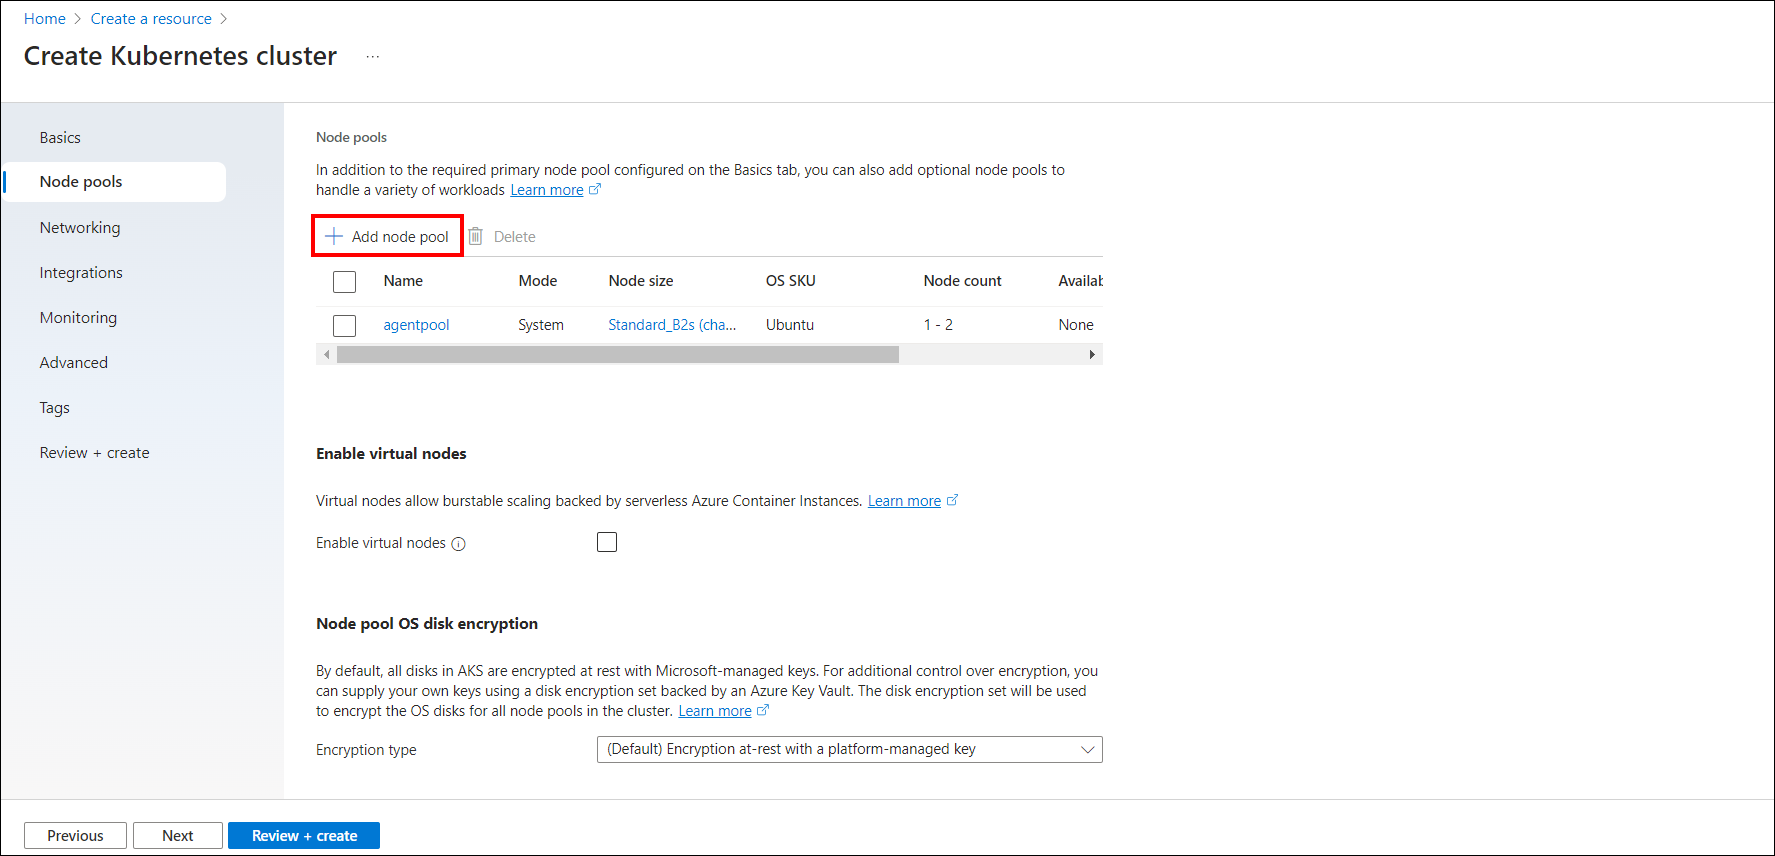 Home > Create a resource >
Create Kubernetes cluster ...
Basics
Node pools
Networking
Integrations
Monitoring
Advanced
Tags
Review + create
Node pools
In addition to the required primary node pool configured on the Basics tab, you can also add optional node pools to
handle a variety of workloads Learn more
Add node pool Delete
Name Mode Node size OS SKU Node count Availab
agentpool System Standard_B2s (cha... Ubuntu 1 - 2 None
Enable virtual nodes
Virtual nodes allow burstable scaling backed by serverless Azure Container Instances. Learn more
Enable virtual nodes
Node pool OS disk encryption
By default, all disks in AKS are encrypted at rest with Microsoft-managed keys. For additional control over encryption, you
can supply your own keys using a disk encryption set backed by an Azure Key Vault. The disk encryption set will be used
to encrypt the OS disks for all node pools in the cluster. Learn more
Encryption type (Default) Encryption at-rest with a platform-managed key
Previous Next Review + create